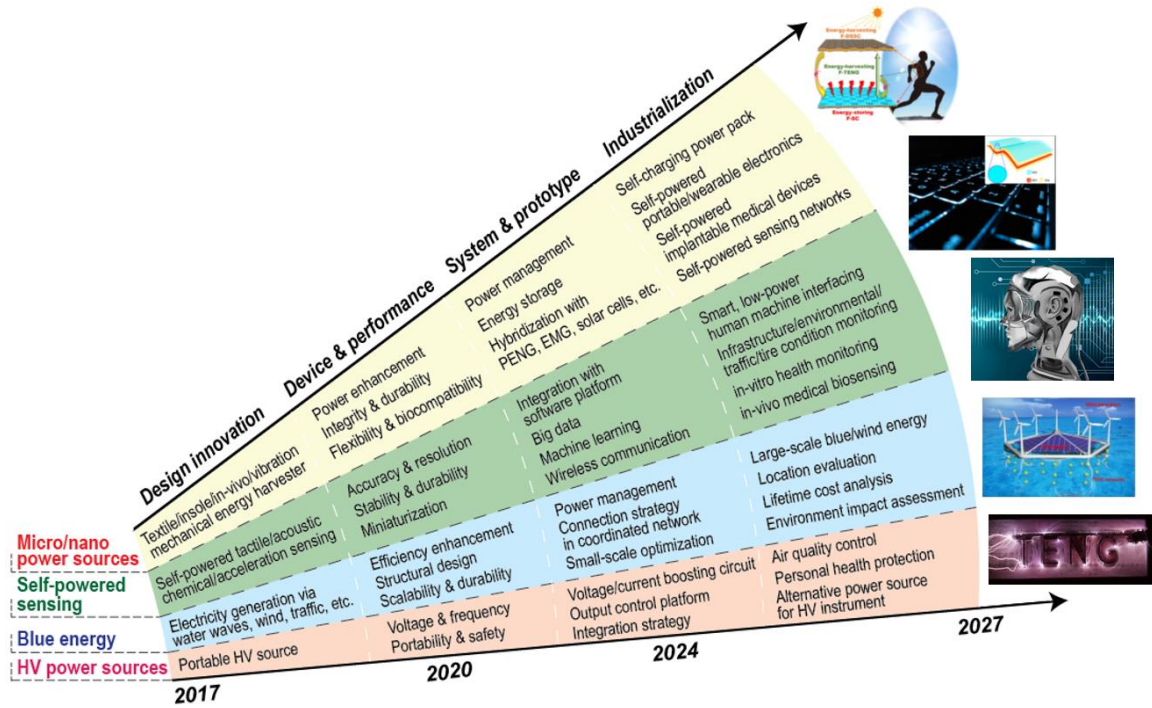 Energy-harvesting
F-DSSC
Energy-harvesting
F-TENG
Energy-storing
F-SC
Design innovation
Device & performance
System & prototype
Industrialization
Micro/nano
power sources
Textile/insole/in-vivo/vibration
mechanical energy harvester
Power enhancement
Integrity & durability
Flexibility & biocompatibility
Power management
Energy storage
Hybridization with
PENG, EMG, solar cells, etc.
Self-charging power pack
Self-powered
portable/wearable electronics
Self-powered
implantable medical devices
Self-powered sensing networks
Self-powered
sensing
Self-powered tactile/acoustic
chemical/acceleration sensing
Accuracy & resolution
Stability & durability
Miniaturization
Integration with
software platform
Big data
Machine learning
Wireless communication
Smart, low-power
human machine interfacing
Infrastructure/environmental/
traffic/tire condition monitoring
in-vitro health monitoring
in-vivo medical biosensing
Blue energy
Electricity generation via
water waves, wind, traffic, etc.
Efficiency enhancement
Structural design
Scalability & durability
Power management
Connection strategy
in coordinated network
Small-scale optimization
Large-scale blue/wind energy
Location evaluation
Lifetime cost analysis
Environment impact assessment
HV power sources
Portable HV source
Voltage & frequency
Portability & safety
Voltage/current boosting circuit
Output control platform
Integration strategy
Air quality control
Personal health protection
Alternative power source
for HV instrument
TENG
2017
2020
2024
2027